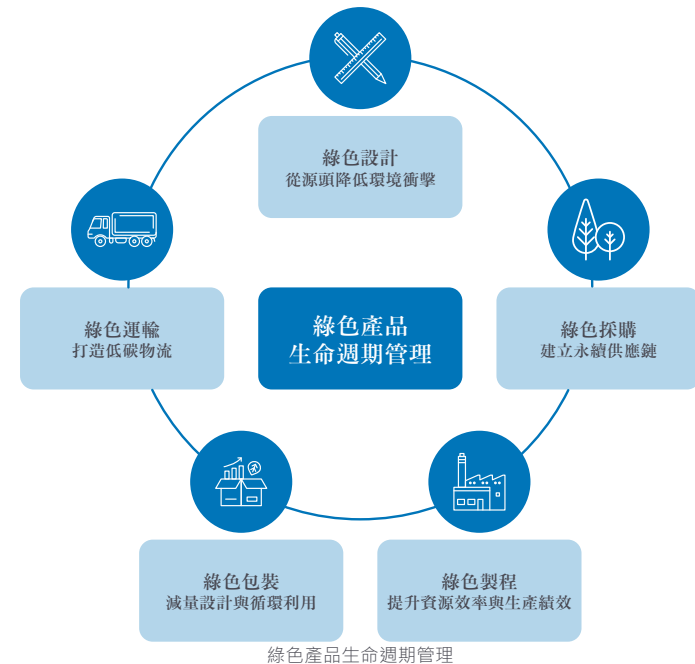 綠色設計
從源頭降低環境衝擊
綠色運輸
打造低碳物流
綠色產品
生命週期管理
綠色採購
建立永續供應鏈
綠色包裝
減量設計與循環利用
綠色製程
提升資源效率與生產績效
綠色產品生命週期管理